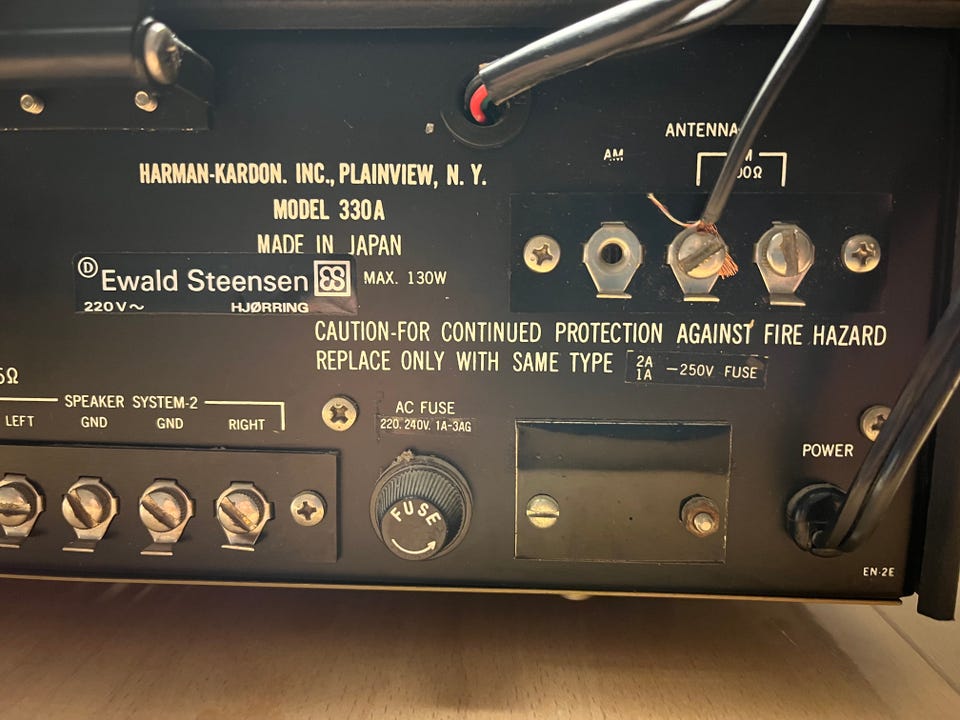 HARMAN-KARDON. INC., PLAINVIEW, N. Y.
MODEL 330A
MADE IN JAPAN
D Ewald Steensen
220V~ HJØRRING
MAX. 130W
ANTENNA
AM
00Ω
CAUTION-FOR CONTINUED PROTECTION AGAINST FIRE HAZARD
REPLACE ONLY WITH SAME TYPE 2A 1A -250V FUSE
Ω
SPEAKER SYSTEM-2
LEFT GND GND RIGHT
AC FUSE
220. 240V. 1A-3AG
FUSE
POWER
EN-2E